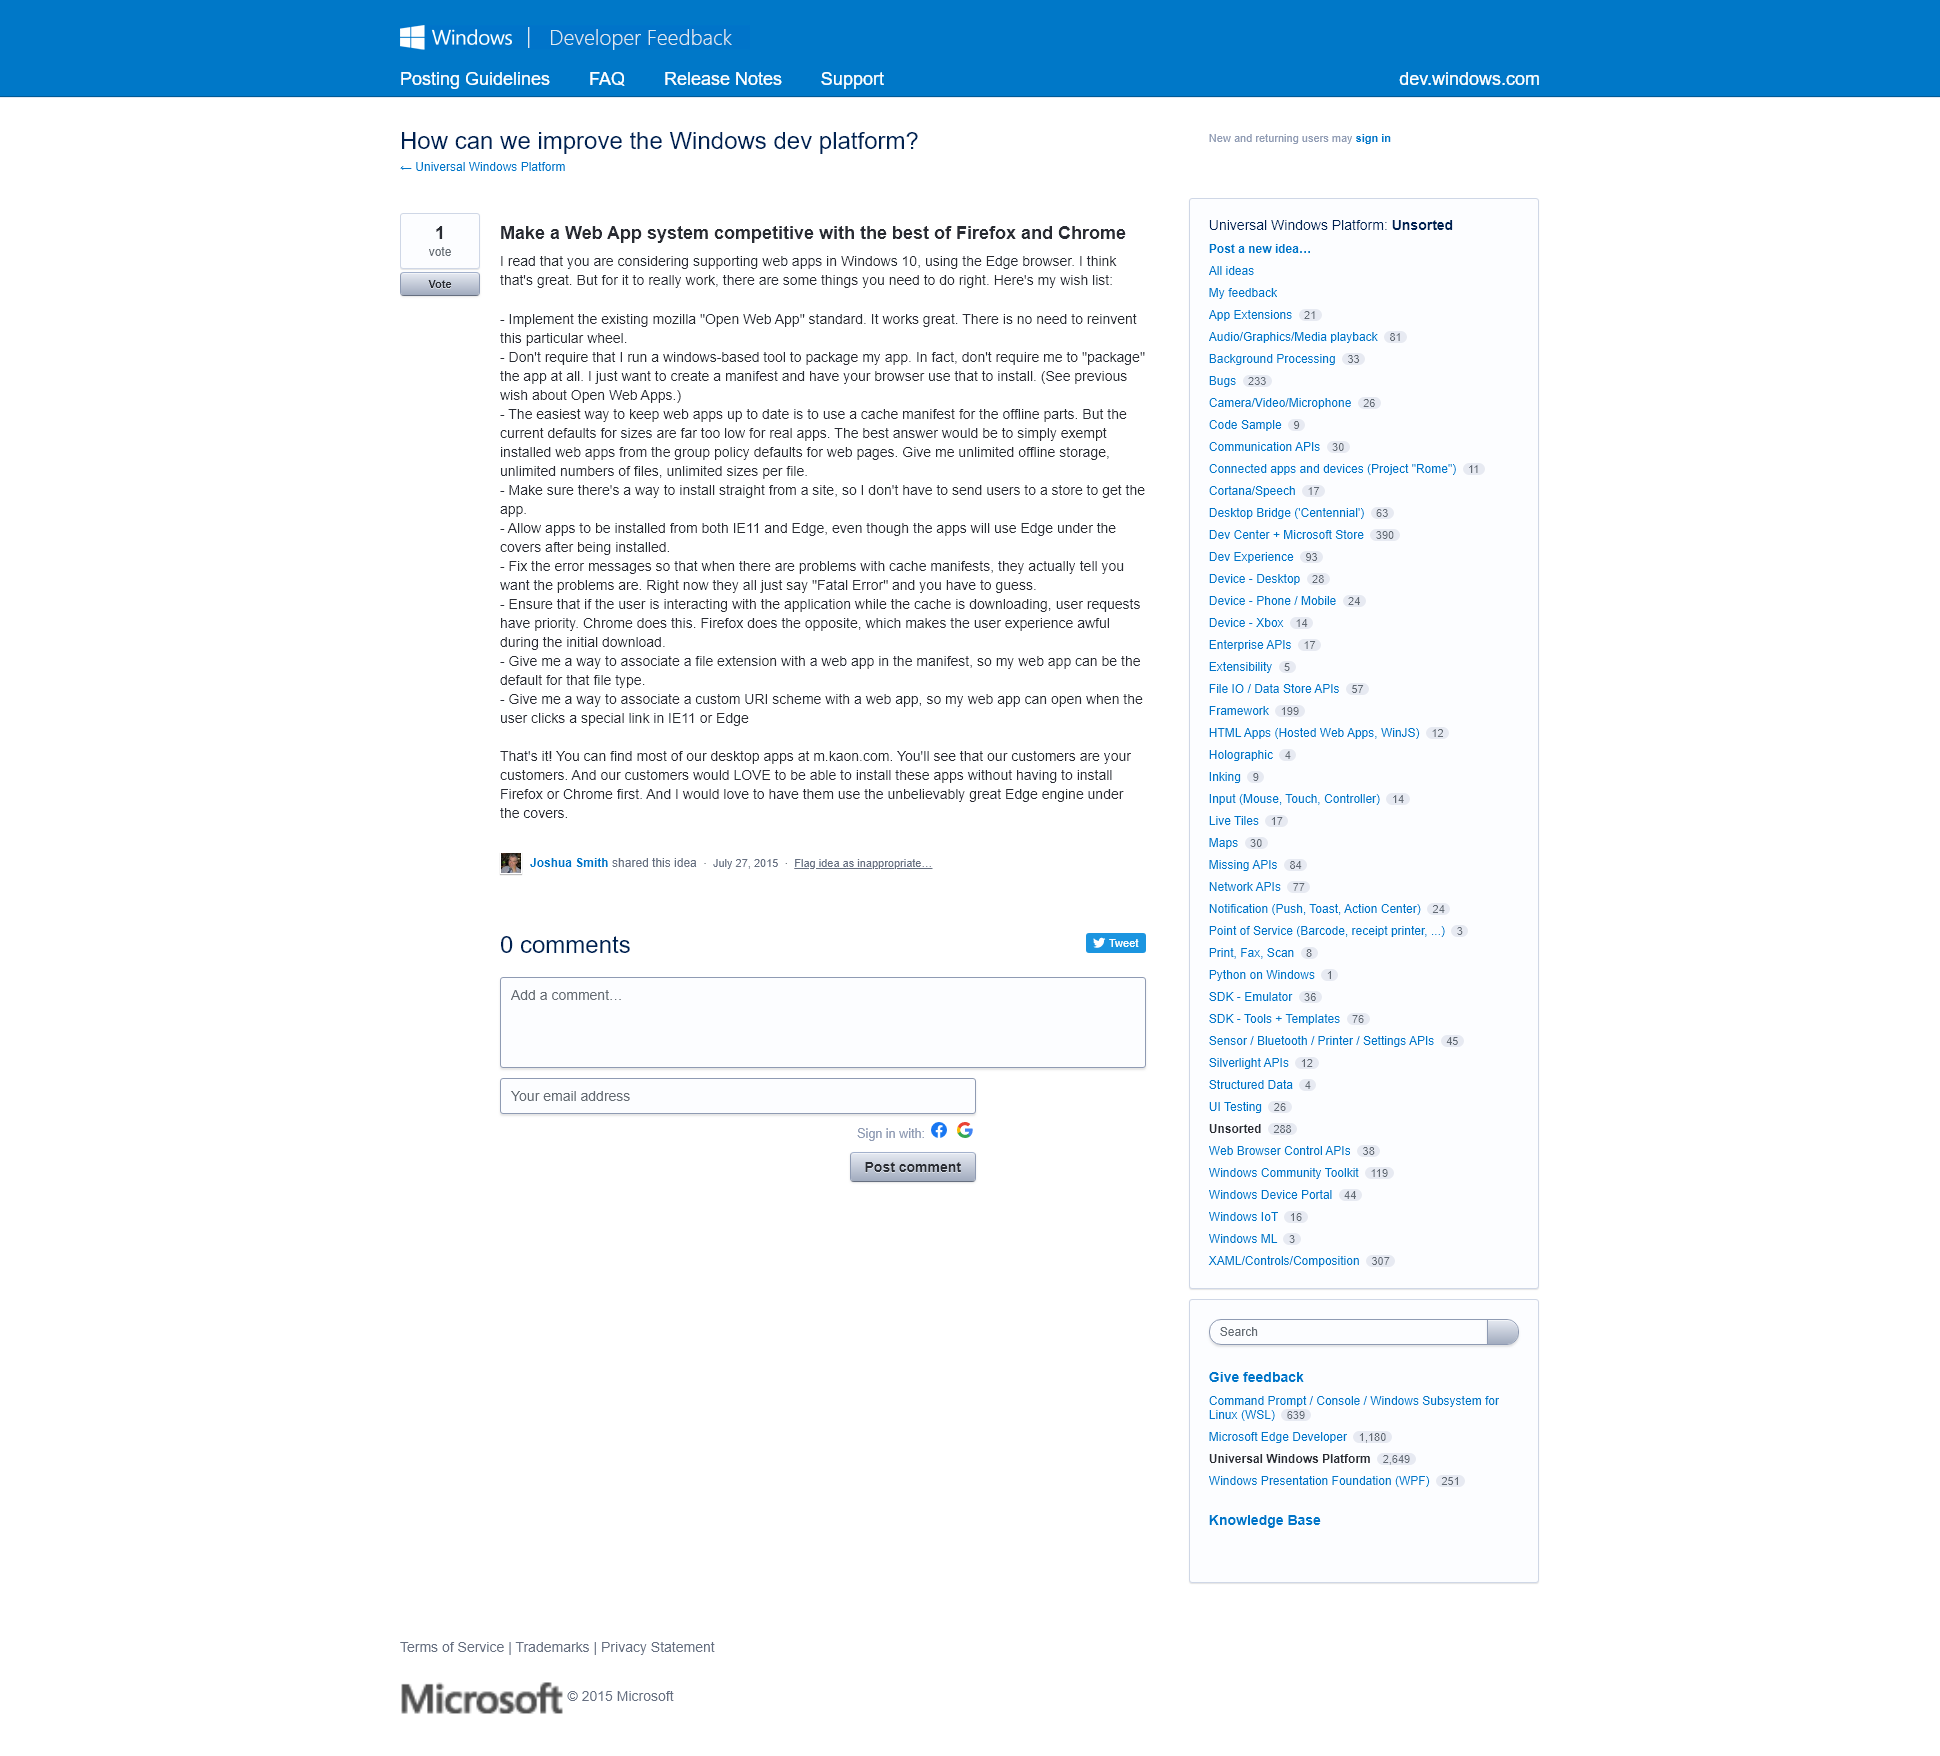 Windows | Developer Feedback
Posting Guidelines FAQ Release Notes Support dev.windows.com
How can we improve the Windows dev platform?
← Universal Windows Platform
New and returning users may sign in
1
vote
Vote
Make a Web App system competitive with the best of Firefox and Chrome
I read that you are considering supporting web apps in Windows 10, using the Edge browser. I think
that's great. But for it to really work, there are some things you need to do right. Here's my wish list:
- Implement the existing mozilla "Open Web App" standard. It works great. There is no need to reinvent
this particular wheel.
- Don't require that I run a windows-based tool to package my app. In fact, don't require me to "package"
the app at all. I just want to create a manifest and have your browser use that to install. (See previous
wish about Open Web Apps.)
- The easiest way to keep web apps up to date is to use a cache manifest for the offline parts. But the
current defaults for sizes are far too low for real apps. The best answer would be to simply exempt
installed web apps from the group policy defaults for web pages. Give me unlimited offline storage,
unlimited numbers of files, unlimited sizes per file.
- Make sure there's a way to install straight from a site, so I don't have to send users to a store to get the
app.
- Allow apps to be installed from both IE11 and Edge, even though the apps will use Edge under the
covers after being installed.
- Fix the error messages so that when there are problems with cache manifests, they actually tell you
want the problems are. Right now they all just say "Fatal Error" and you have to guess.
- Ensure that if the user is interacting with the application while the cache is downloading, user requests
have priority. Chrome does this. Firefox does the opposite, which makes the user experience awful
during the initial download.
- Give me a way to associate a file extension with a web app in the manifest, so my web app can be the
default for that file type.
- Give me a way to associate a custom URI scheme with a web app, so my web app can open when the
user clicks a special link in IE11 or Edge
That's it! You can find most of our desktop apps at m.kaon.com. You'll see that our customers are your
customers. And our customers would LOVE to be able to install these apps without having to install
Firefox or Chrome first. And I would love to have them use the unbelievably great Edge engine under
the covers.
Joshua Smith shared this idea · July 27, 2015 · Flag idea as inappropriate…
0 comments
Tweet
Add a comment…
Your email address
Sign in with:
Post comment
Universal Windows Platform: Unsorted
Post a new idea…
All ideas
My feedback
App Extensions 21
Audio/Graphics/Media playback 81
Background Processing 33
Bugs 233
Camera/Video/Microphone 26
Code Sample 9
Communication APIs 30
Connected apps and devices (Project "Rome") 11
Cortana/Speech 17
Desktop Bridge ('Centennial') 63
Dev Center + Microsoft Store 390
Dev Experience 93
Device - Desktop 28
Device - Phone / Mobile 24
Device - Xbox 14
Enterprise APIs 17
Extensibility 5
File IO / Data Store APIs 57
Framework 199
HTML Apps (Hosted Web Apps, WinJS) 12
Holographic 4
Inking 9
Input (Mouse, Touch, Controller) 14
Live Tiles 17
Maps 30
Missing APIs 84
Network APIs 77
Notification (Push, Toast, Action Center) 24
Point of Service (Barcode, receipt printer, ...) 3
Print, Fax, Scan 8
Python on Windows 1
SDK - Emulator 36
SDK - Tools + Templates 76
Sensor / Bluetooth / Printer / Settings APIs 45
Silverlight APIs 12
Structured Data 4
UI Testing 26
Unsorted 288
Web Browser Control APIs 38
Windows Community Toolkit 119
Windows Device Portal 44
Windows IoT 16
Windows ML 3
XAML/Controls/Composition 307
Search
Give feedback
Command Prompt / Console / Windows Subsystem for
Linux (WSL) 639
Microsoft Edge Developer 1,180
Universal Windows Platform 2,649
Windows Presentation Foundation (WPF) 251
Knowledge Base
Terms of Service | Trademarks | Privacy Statement
Microsoft © 2015 Microsoft